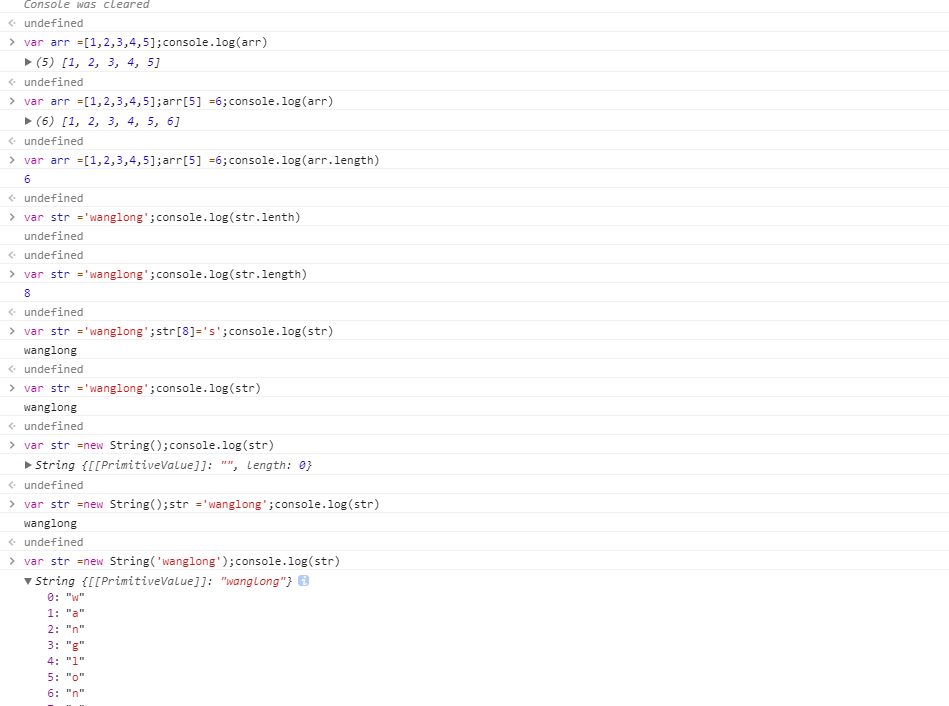 Console was cleared
undefined
var arr =[1,2,3,4,5];console.log(arr)
(5) [1, 2, 3, 4, 5]
undefined
var arr =[1,2,3,4,5];arr[5] =6;console.log(arr)
(6) [1, 2, 3, 4, 5, 6]
undefined
var arr =[1,2,3,4,5];arr[5] =6;console.log(arr.length)
6
undefined
var str ='wanglong';console.log(str.lenth)
undefined
undefined
var str ='wanglong';console.log(str.length)
8
undefined
var str ='wanglong';str[8]='s';console.log(str)
wanglong
undefined
var str ='wanglong';console.log(str)
wanglong
undefined
var str =new String();console.log(str)
String {[[PrimitiveValue]]: "", length: 0}
undefined
var str =new String();str ='wanglong';console.log(str)
wanglong
undefined
var str =new String('wanglong');console.log(str)
String {[[PrimitiveValue]]: "wanglong"}
0: "w"
1: "a"
2: "n"
3: "g"
4: "l"
5: "o"
6: "n"